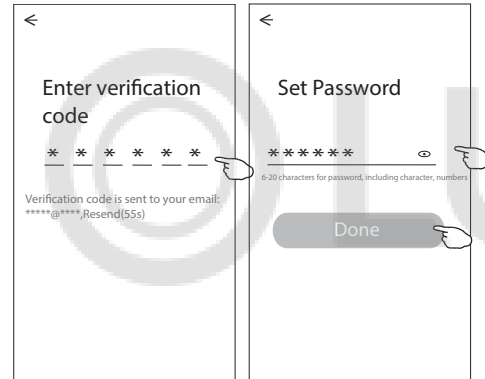 Enter verification
code
* * * * * *
Verification code is sent to your email:
*****@****,Resend(55s)
Set Password
******
6-20 characters for password, including character, numbers
Done